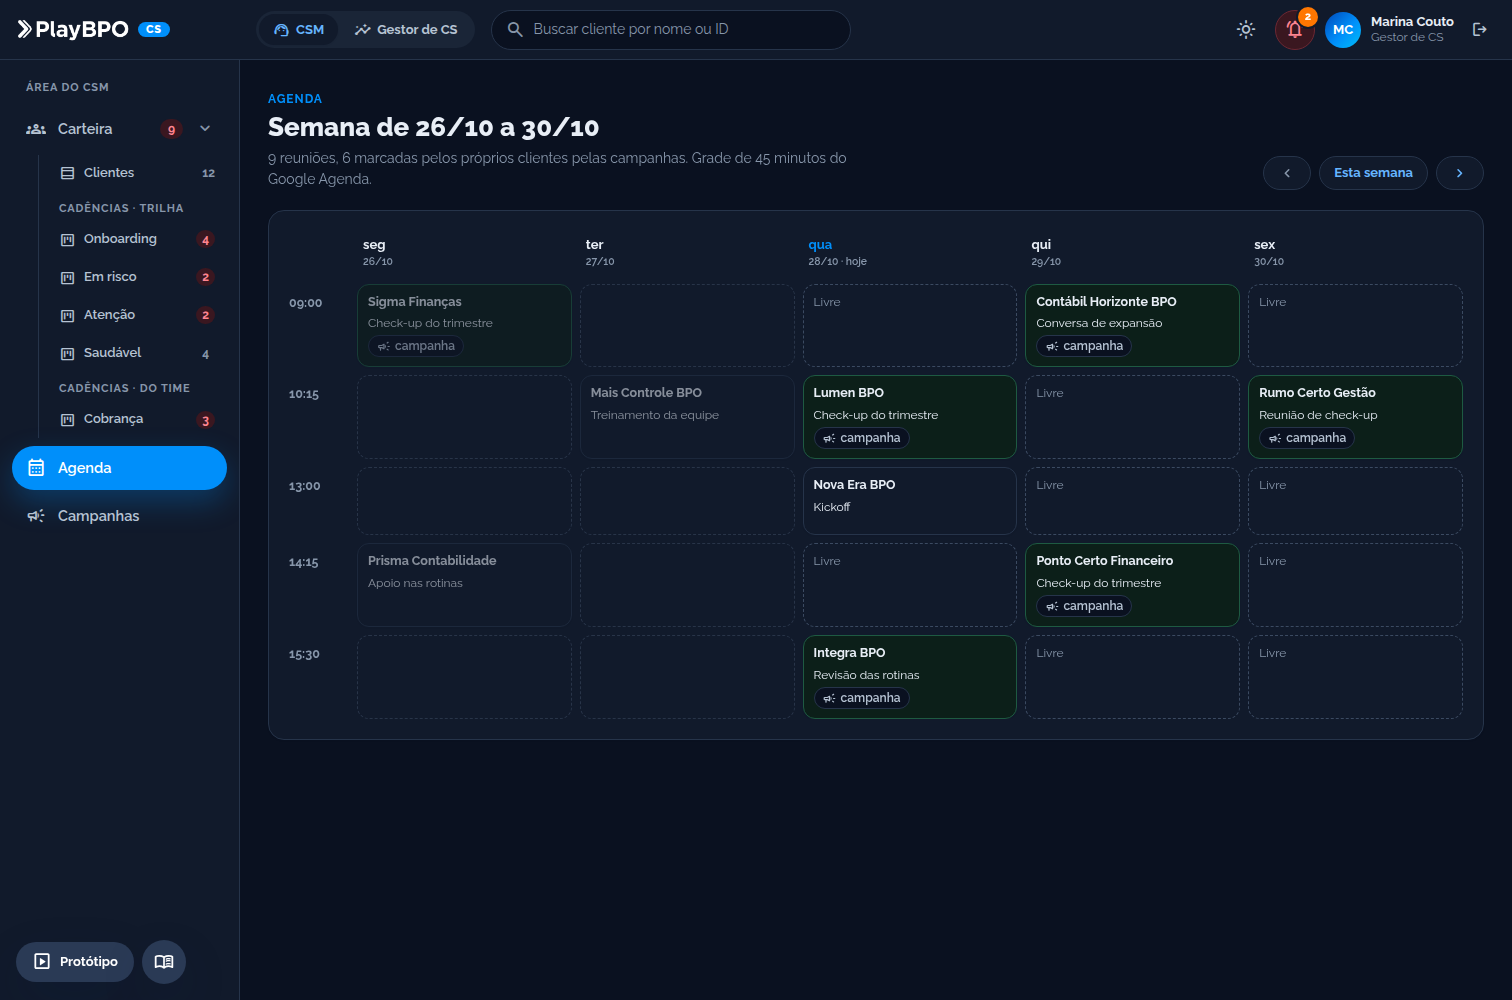 PlayBPO CS
CSM
Gestor de CS
Buscar cliente por nome ou ID
2
MC
Marina Couto
Gestor de CS
ÁREA DO CSM
Carteira 9
Clientes 12
CADÊNCIAS · TRILHA
Onboarding 4
Em risco 2
Atenção 2
Saudável 4
CADÊNCIAS · DO TIME
Cobrança 3
Agenda
Campanhas
Protótipo
AGENDA
Semana de 26/10 a 30/10
9 reuniões, 6 marcadas pelos próprios clientes pelas campanhas. Grade de 45 minutos do
Google Agenda.
Esta semana
seg
26/10
ter
27/10
qua
28/10 · hoje
qui
29/10
sex
30/10
09:00
Sigma Finanças
Check-up do trimestre
campanha
Livre
Contábil Horizonte BPO
Conversa de expansão
campanha
Livre
10:15
Mais Controle BPO
Treinamento da equipe
Lumen BPO
Check-up do trimestre
campanha
Livre
Rumo Certo Gestão
Reunião de check-up
campanha
13:00
Nova Era BPO
Kickoff
Livre
Livre
14:15
Prisma Contabilidade
Apoio nas rotinas
Livre
Ponto Certo Financeiro
Check-up do trimestre
campanha
Livre
15:30
Integra BPO
Revisão das rotinas
campanha
Livre
Livre